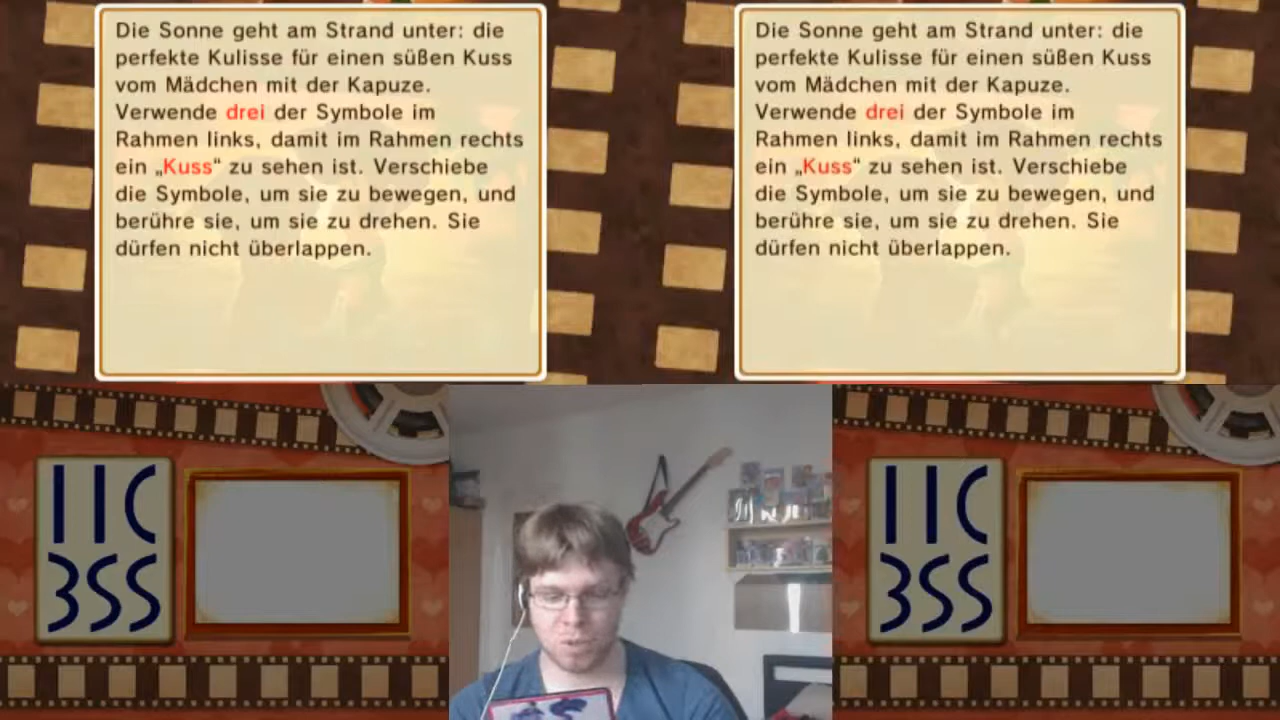 Die Sonne geht am Strand unter: die
perfekte Kulisse für einen süßen Kuss
vom Mädchen mit der Kapuze.
Verwende drei der Symbole im
Rahmen links, damit im Rahmen rechts
ein „Kuss“ zu sehen ist. Verschiebe
die Symbole, um sie zu bewegen, und
berühre sie, um sie zu drehen. Sie
dürfen nicht überlappen.
Die Sonne geht am Strand unter: die
perfekte Kulisse für einen süßen Kuss
vom Mädchen mit der Kapuze.
Verwende drei der Symbole im
Rahmen links, damit im Rahmen rechts
ein „Kuss“ zu sehen ist. Verschiebe
die Symbole, um sie zu bewegen, und
berühre sie, um sie zu drehen. Sie
dürfen nicht überlappen.
IIC
3SS
IIC
3SS